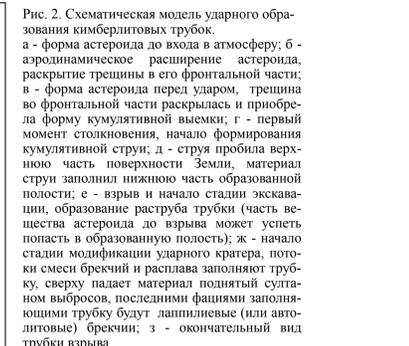 Рис. 2. Схематическая модель ударного обра-
зования кимберлитовых трубок.
а - форма астероида до входа в атмосферу; б -
аэродинамическое расширение астероида,
раскрытие трещины в его фронтальной части;
в - форма астероида перед ударом, трещина
во фронтальной части раскрылась и приобре-
ла форму кумулятивной выемки; г - первый
момент столкновения, начало формирования
кумулятивной струи; д - струя пробила верх-
нюю часть поверхности Земли, материал
струи заполнил нижнюю часть образованной
полости; е - взрыв и начало стадии экскава-
ции, образование раструба трубки (часть ве-
щества астероида до взрыва может успеть
попасть в образованную полость); ж - начало
стадии модификации ударного кратера, пото-
ки смеси брекчий и расплава заполняют труб-
ку, сверху падает материал поднятый султа-
ном выбросов, последними фациями заполня-
ющими трубку будут лаппилиевые (или авто-
литовые) брекчии; з - окончательный вид
трубки взрыва